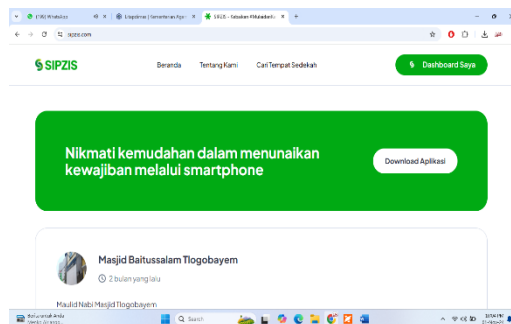 sipzis.com
SIPZIS
Beranda
Tentang Kami
Cari Tempat Sedekah
Dashboard Saya
Nikmati kemudahan dalam menunaikan
kewajiban melalui smartphone
Download Aplikasi
Masjid Baitussalam Tlogobayem
2 bulan yang lalu
Maulid Nabi Masjid Tlogobayem
Search